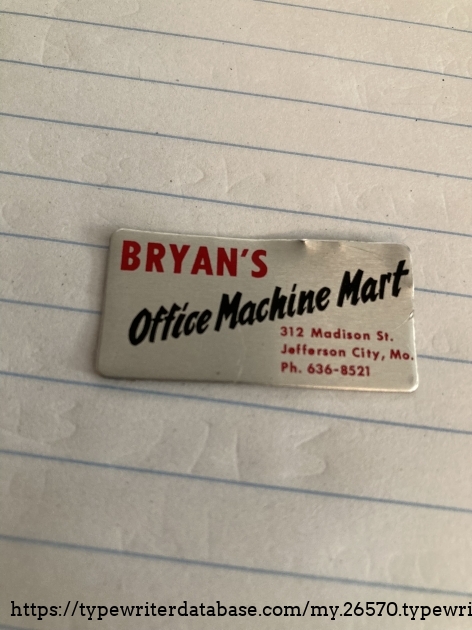 BRYAN'S
Office Machine Mart
312 Madison St.
Jefferson City, Mo.
Ph. 636-8521
https://typewriterdatabase.com/my.26570.typewri